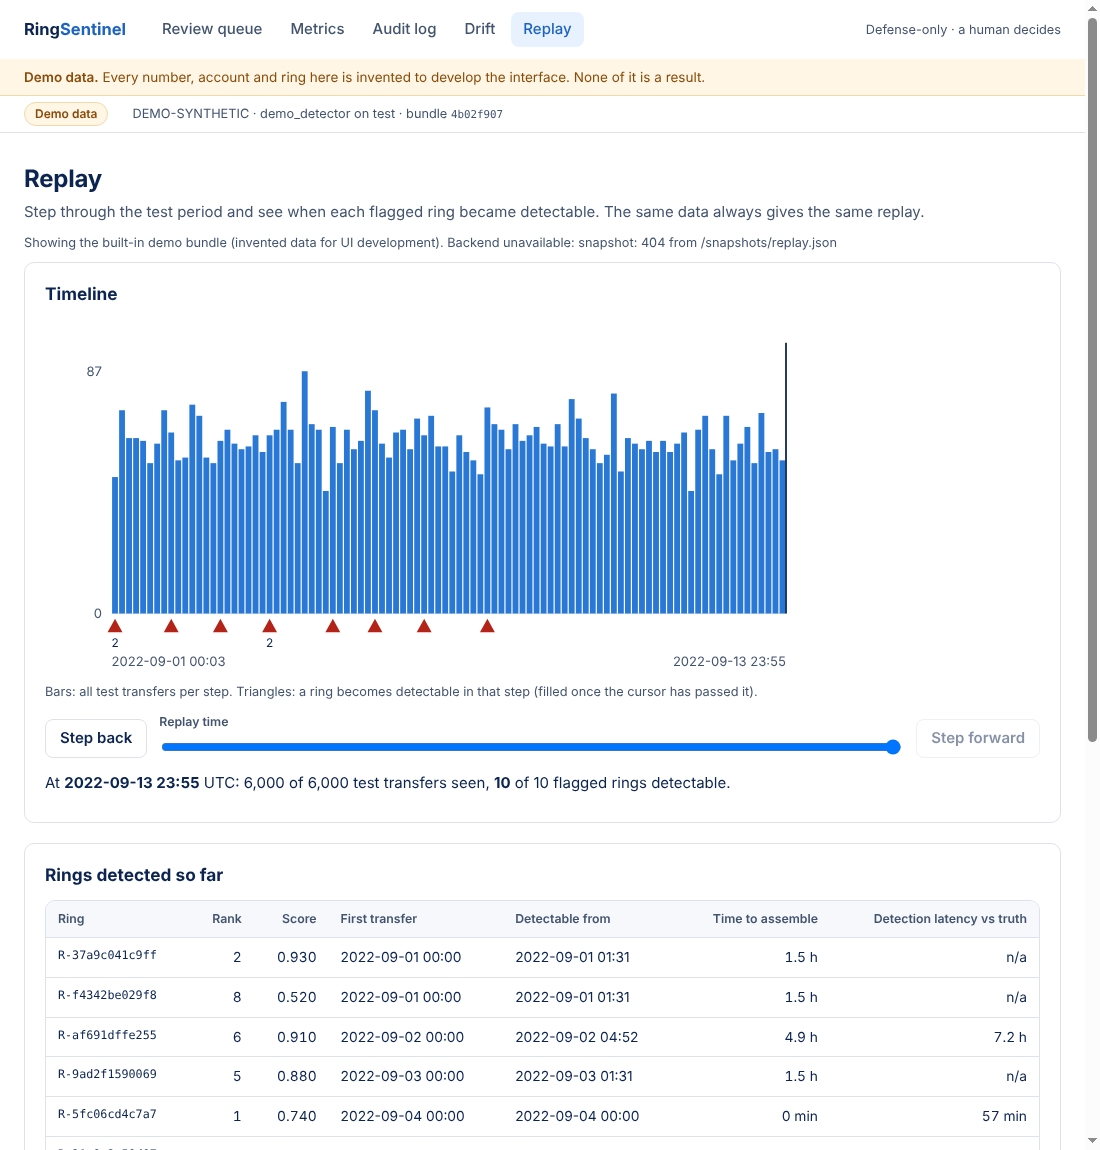 RingSentinel Review queue Metrics Audit log Drift Replay Defense-only · a human decides
Demo data. Every number, account and ring here is invented to develop the interface. None of it is a result.
Demo data DEMO-SYNTHETIC · demo_detector on test · bundle 4b02f907
Replay
Step through the test period and see when each flagged ring became detectable. The same data always gives the same replay.
Showing the built-in demo bundle (invented data for UI development). Backend unavailable: snapshot: 404 from /snapshots/replay.json
Timeline
87
0
2 2
2022-09-01 00:03 2022-09-13 23:55
Bars: all test transfers per step. Triangles: a ring becomes detectable in that step (filled once the cursor has passed it).
Replay time
Step back Step forward
At 2022-09-13 23:55 UTC: 6,000 of 6,000 test transfers seen, 10 of 10 flagged rings detectable.
Rings detected so far
Ring Rank Score First transfer Detectable from Time to assemble Detection latency vs truth
R-37a9c041c9ff 2 0.930 2022-09-01 00:00 2022-09-01 01:31 1.5 h n/a
R-f4342be029f8 8 0.520 2022-09-01 00:00 2022-09-01 01:31 1.5 h n/a
R-af691dffe255 6 0.910 2022-09-02 00:00 2022-09-02 04:52 4.9 h 7.2 h
R-9ad2f1590069 5 0.880 2022-09-03 00:00 2022-09-03 01:31 1.5 h n/a
R-5fc06cd4c7a7 1 0.740 2022-09-04 00:00 2022-09-04 00:00 0 min 57 min